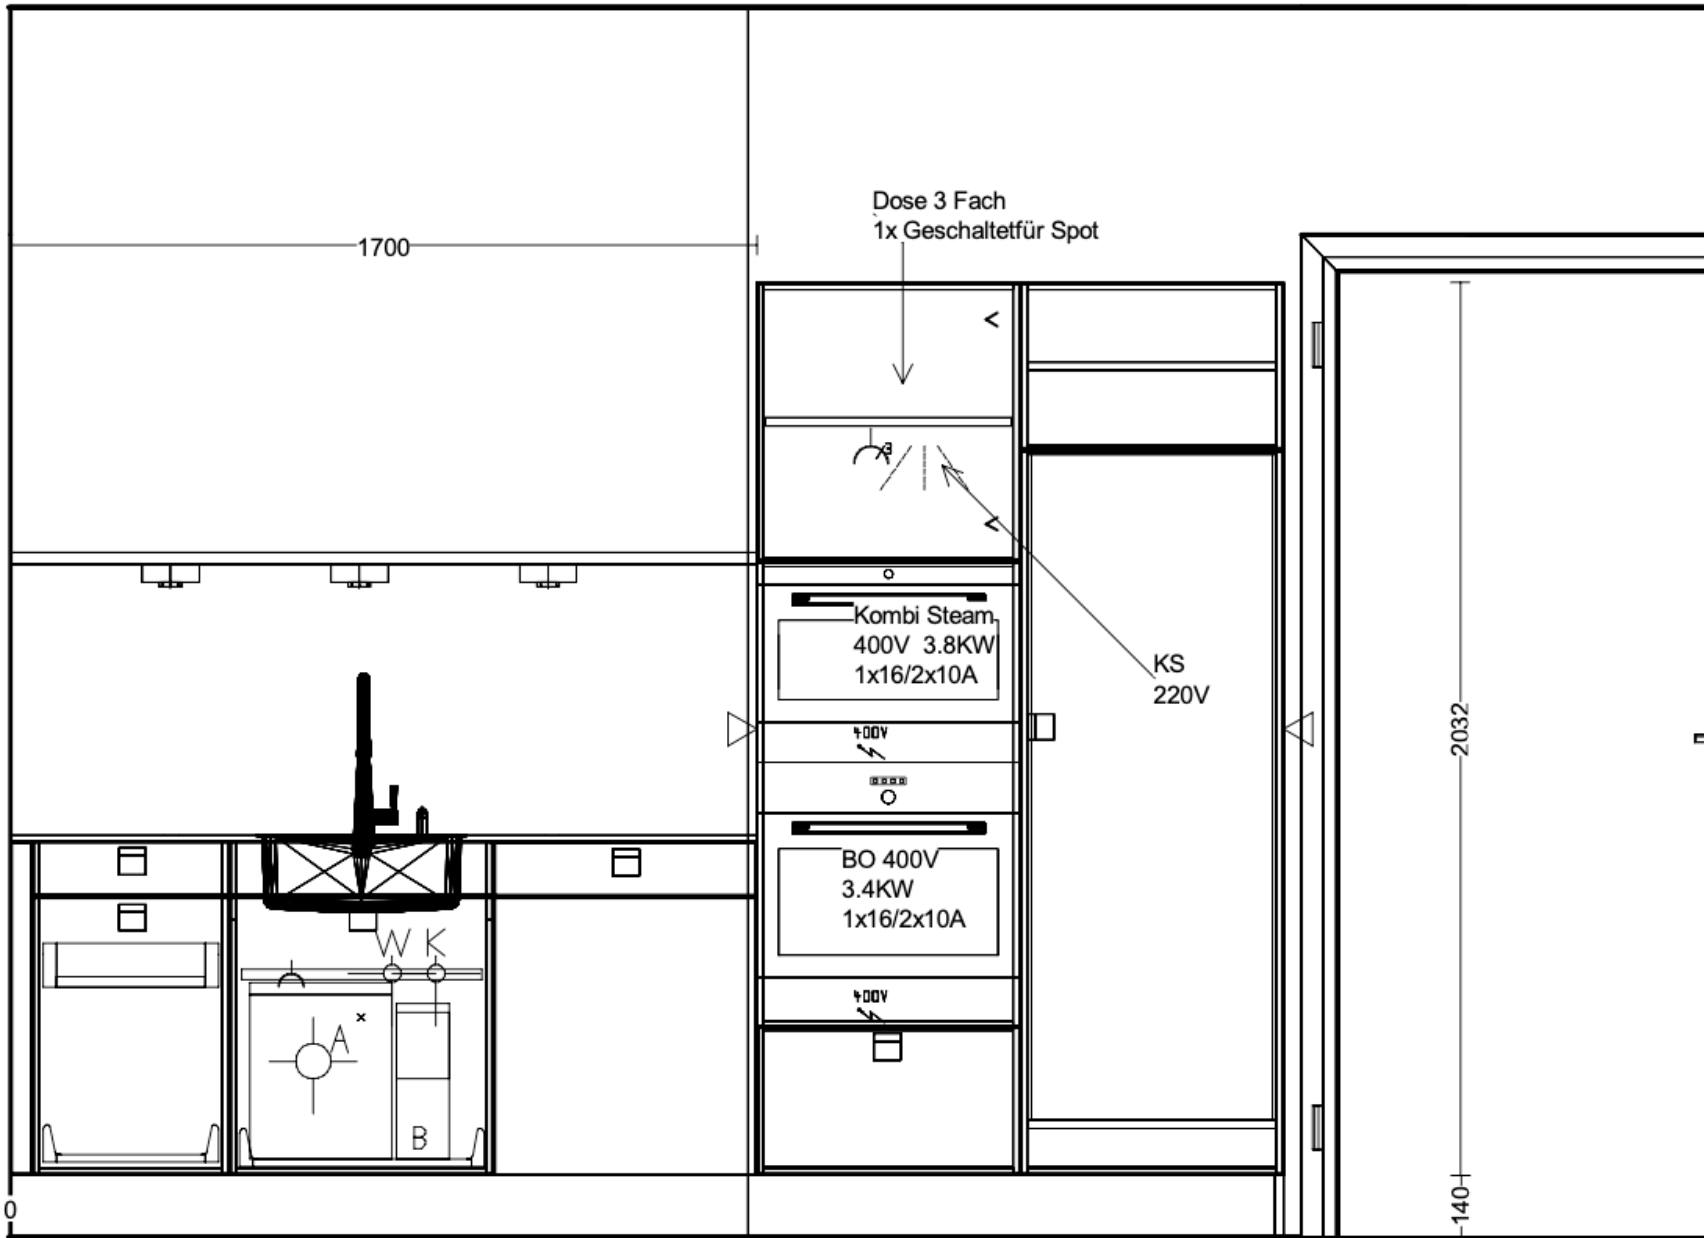 Dose 3 Fach
1x Geschaltetfür Spot
1700
3
Kombi Steam
400V 3.8KW
1x16/2x10A
KS
220V
400V
2032
BO 400V
3.4KW
1x16/2x10A
W K
400V
A
B
140
0